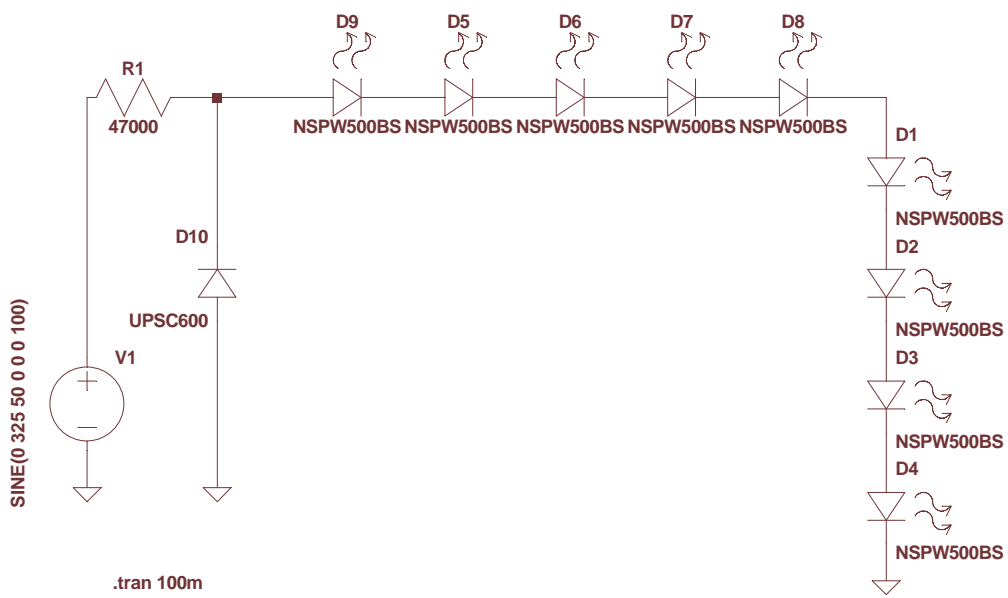 D9
D5
D6
D7
D8
R1
47000
NSPW500BS
NSPW500BS
NSPW500BS
NSPW500BS
NSPW500BS
D1
NSPW500BS
D10
D2
UPSC600
NSPW500BS
SINE(0 325 50 0 0 0 100)
V1
D3
NSPW500BS
D4
NSPW500BS
.tran 100m